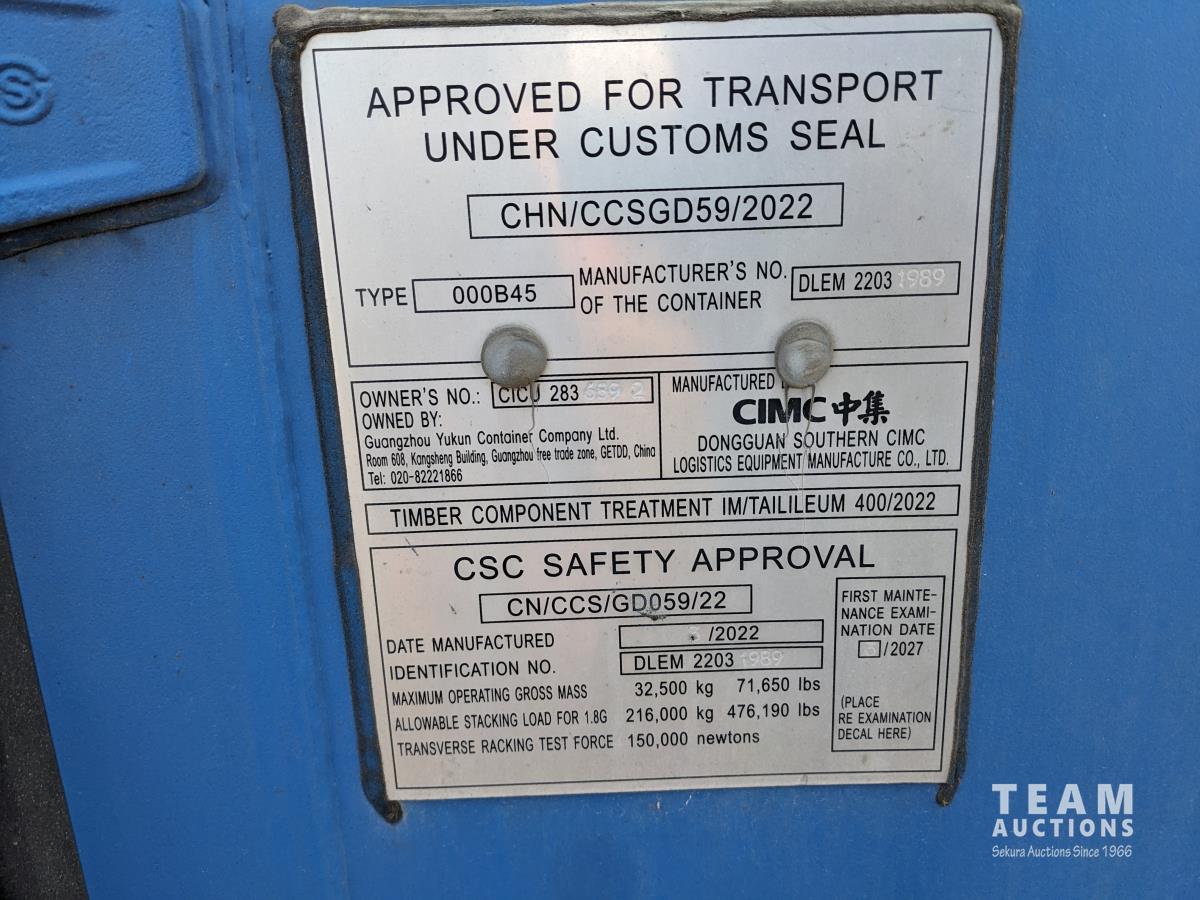 APPROVED FOR TRANSPORT
UNDER CUSTOMS SEAL
CHN/CCSGD59/2022
TYPE 000B45
MANUFACTURER'S NO.
OF THE CONTAINER
DLEM 2203 1989
OWNER'S NO.: CICU 283
OWNED BY:
Guangzhou Yukun Container Company Ltd.
Room 608, Kangsheng Building, Guangzhou free trade zone, GETDD, China
Tel: 020-82221866
MANUFACTURED
CIMC中集
DONGGUAN SOUTHERN CIMC
LOGISTICS EQUIPMENT MANUFACTURE CO., LTD.
TIMBER COMPONENT TREATMENT IM/TAILILEUM 400/2022
CSC SAFETY APPROVAL
CN/CCS/GD059/22
DATE MANUFACTURED /2022
IDENTIFICATION NO. DLEM 2203 1989
MAXIMUM OPERATING GROSS MASS 32,500 kg 71,650 lbs
ALLOWABLE STACKING LOAD FOR 1.8G 216,000 kg 476,190 lbs
TRANSVERSE RACKING TEST FORCE 150,000 newtons
FIRST MAINTE-
NANCE EXAMI-
NATION DATE
/2027
(PLACE
RE EXAMINATION
DECAL HERE)
TEAM
AUCTIONS
Sekura Auctions Since 1966